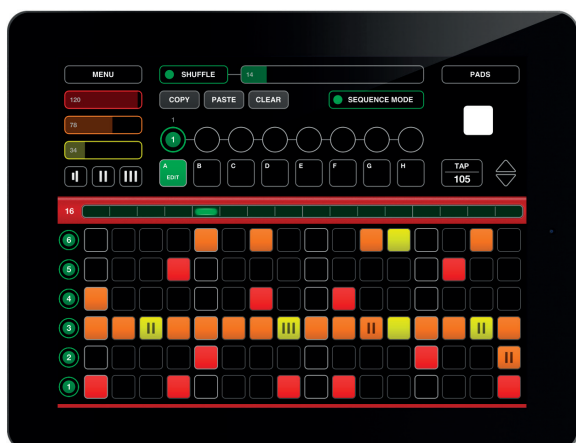 MENU
SHUFFLE
14
PADS
120
COPY
PASTE
CLEAR
SEQUENCE MODE
76
1
1
34
A
EDIT
B
C
D
E
F
G
H
TAP
105
16
6
5
4
3
2
1